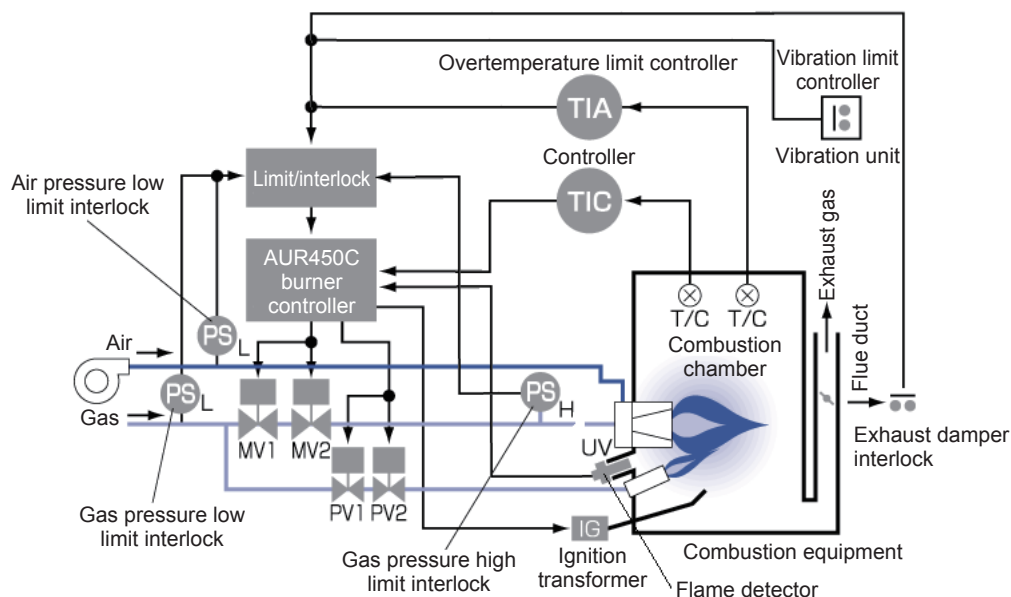 Overtemperature limit controller
Vibration limit
controller
TIA
Vibration unit
Controller
TIC
Air pressure low
limit interlock
Limit/interlock
AUR450C
burner
controller
Exhaust gas
Flue duct
T/C
T/C
Combustion
chamber
PS
L
Air
PS
L
Gas
MV1
MV2
PS
H
UV
PV1
PV2
IG
Exhaust damper
interlock
Gas pressure low
limit interlock
Gas pressure high
limit interlock
Ignition
transformer
Combustion equipment
Flame detector